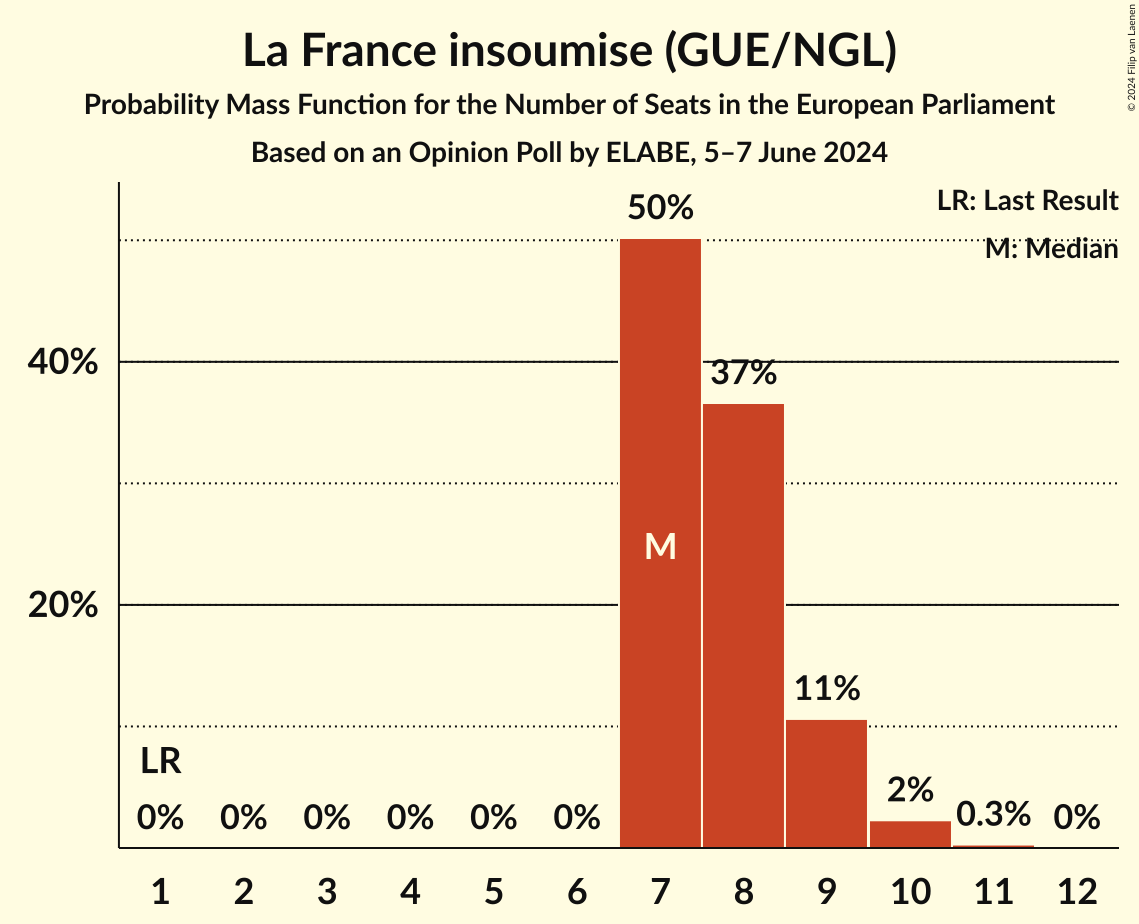 La France insoumise (GUE/NGL)
Probability Mass Function for the Number of Seats in the European Parliament
Based on an Opinion Poll by ELABE, 5–7 June 2024
© 2024 Filip van Laenen
LR: Last Result
M: Median
50%
40%
37%
M
20%
11%
LR
2%
0% 0% 0% 0% 0% 0% 0.3% 0%
1 2 3 4 5 6 7 8 9 10 11 12